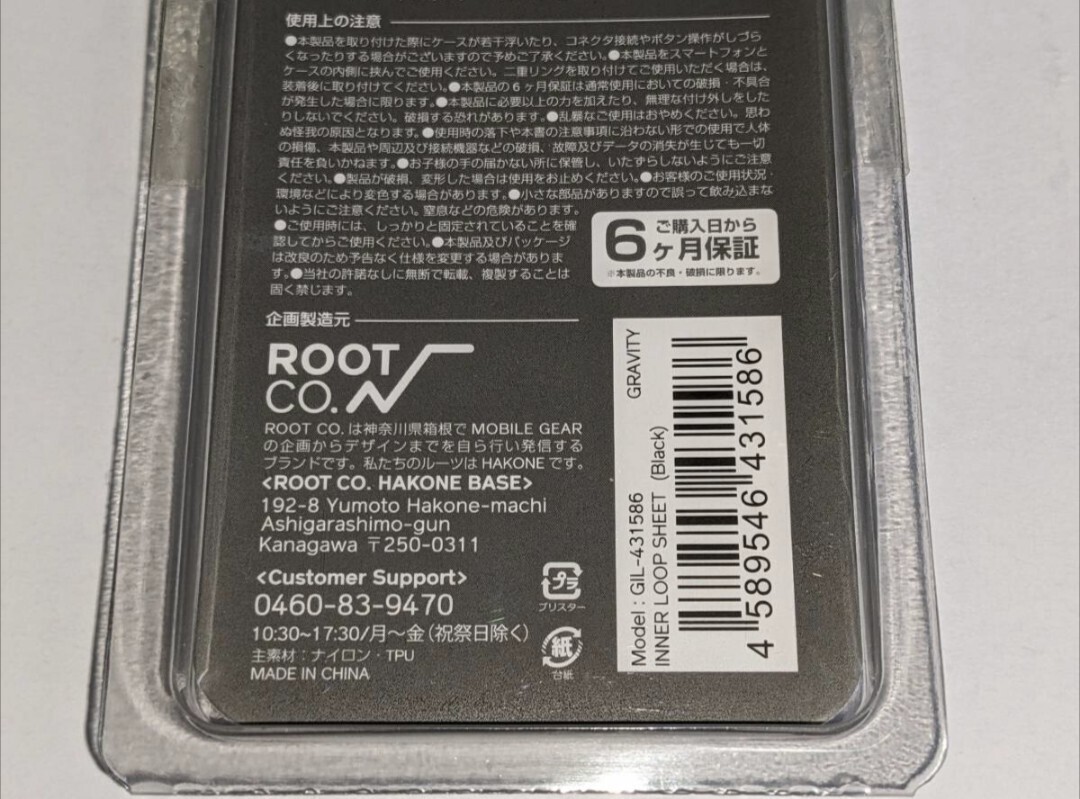 使用上の注意
●本製品を取り付けた際にケースが若干浮いたり、コネクタ接続やボタン操作がしづら
くなったりする場合がございますので予めご了承ください。●本製品をスマートフォンと
ケースの内側に挟んでご使用ください。二重リングを取り付けてご使用いただく場合は、
装着後に取り付けてください。●本製品の6ヶ月保証は通常使用においての破損・不具合
が発生した場合に限ります。●本製品に必要以上の力を加えたり、無理な付け外しをした
りしないでください。破損する恐れがあります。●乱暴なご使用はおやめください。思わ
ぬ怪我の原因となります。●使用時の落下や本書の注意事項に沿わない形での使用で人体
の損傷、本製品や周辺及び接続機器などの破損、故障及びデータの消失が生じても一切
責任を負いかねます。●お子様の手の届かない所に保管し、いたずらしないようにご注意
ください。●製品が破損、変形した場合は使用をお止めください。●お客様のご使用状況・
環境などにより変色する場合があります。●小さな部品がありますので誤って飲み込まな
いようにご注意ください。窒息などの危険があります。
●ご使用時には、しっかりと固定されていることを確
認してからご使用ください。●本製品及びパッケージ
は改良のため予告なく仕様を変更する場合がありま
す。●当社の許諾なしに無断で転載、複製することは
固く禁じます。
6ヶ月保証
ご購入日から
※本製品の不良・破損に限ります。
企画製造元
ROOT
CO.
ROOT CO. は神奈川県箱根で MOBILE GEAR
の企画からデザインまでを自ら行い発信する
ブランドです。私たちのルーツは HAKONE です。
<ROOT CO. HAKONE BASE>
192-8 Yumoto Hakone-machi
Ashigarashimo-gun
Kanagawa 〒250-0311
<Customer Support>
0460-83-9470
10:30~17:30/月～金(祝祭日除く)
主素材：ナイロン・TPU
MADE IN CHINA
プラ
ブリスター
紙
台紙
Model : GIL-431586 GRAVITY
INNER LOOP SHEET (Black)
4 589546 431586